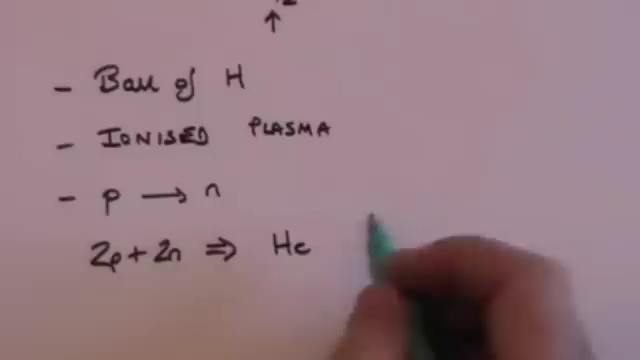 - Ball of H
- IONISED PLASMA
- p → n
2p + 2n ⇒ He